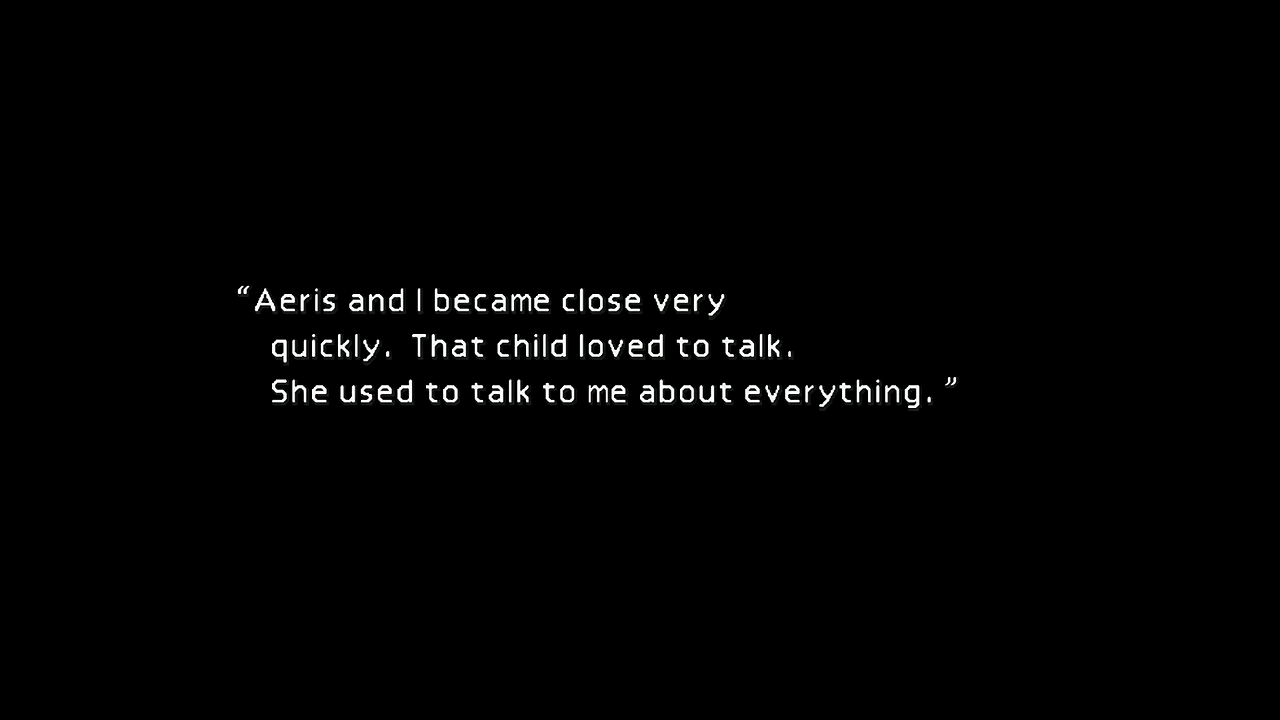 “Aeris and I became close very
quickly.  That child loved to talk.
She used to talk to me about everything.”